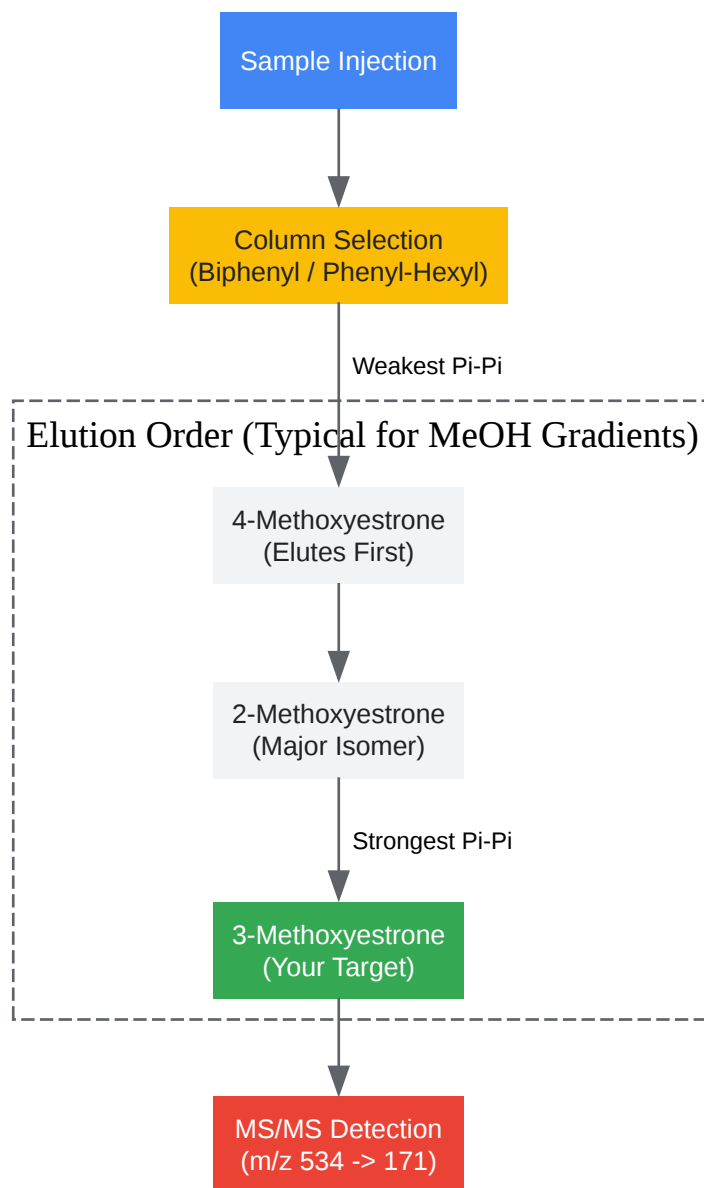 Sample Injection
Column Selection
(Biphenyl / Phenyl-Hexyl)
Weakest Pi-Pi
Elution Order (Typical for MeOH Gradients)
4-Methoxyestrone
(Elutes First)
2-Methoxyestrone
(Major Isomer)
Strongest Pi-Pi
3-Methoxyestrone
(Your Target)
MS/MS Detection
(m/z 534 -> 171)